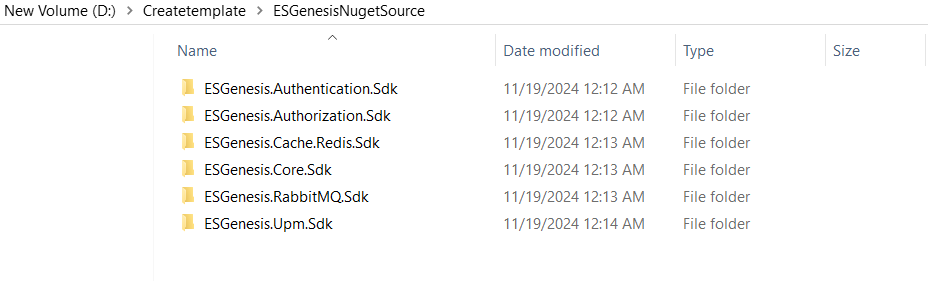 New Volume (D:) > Createtemplate > ESGenesisNugetSource
Name Date modified Type Size
ESGenesis.Authentication.Sdk 11/19/2024 12:12 AM File folder
ESGenesis.Authorization.Sdk 11/19/2024 12:12 AM File folder
ESGenesis.Cache.Redis.Sdk 11/19/2024 12:13 AM File folder
ESGenesis.Core.Sdk 11/19/2024 12:13 AM File folder
ESGenesis.RabbitMQ.Sdk 11/19/2024 12:13 AM File folder
ESGenesis.Upm.Sdk 11/19/2024 12:14 AM File folder